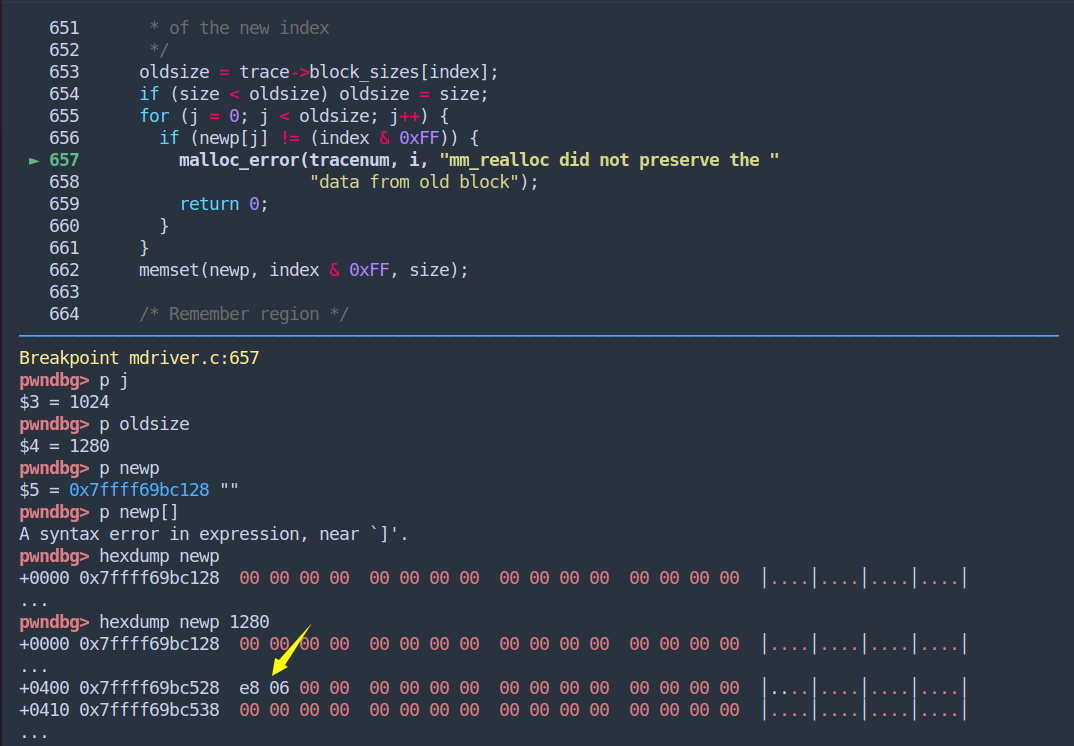 651 * of the new index
652 */
653 oldsize = trace->block_sizes[index];
654 if (size < oldsize) oldsize = size;
655 for (j = 0; j < oldsize; j++) {
656 if (newp[j] != (index & 0xFF)) {
► 657 malloc_error(tracenum, i, "mm_realloc did not preserve the "
658 "data from old block");
659 return 0;
660 }
661 }
662 memset(newp, index & 0xFF, size);
663
664 /* Remember region */
Breakpoint mdriver.c:657
pwndbg> p j
$3 = 1024
pwndbg> p oldsize
$4 = 1280
pwndbg> p newp
$5 = 0x7ffff69bc128 ""
pwndbg> p newp[]
A syntax error in expression, near `]'.
pwndbg> hexdump newp
+0000 0x7ffff69bc128 00 00 00 00 00 00 00 00 00 00 00 00 00 00 00 00 |....|....|....|....|
...
pwndbg> hexdump newp 1280
+0000 0x7ffff69bc128 00 00 00 00 00 00 00 00 00 00 00 00 00 00 00 00 |....|....|....|....|
...
+0400 0x7ffff69bc528 e8 06 00 00 00 00 00 00 00 00 00 00 00 00 00 00 |....|....|....|....|
+0410 0x7ffff69bc538 00 00 00 00 00 00 00 00 00 00 00 00 00 00 00 00 |....|....|....|....|
...